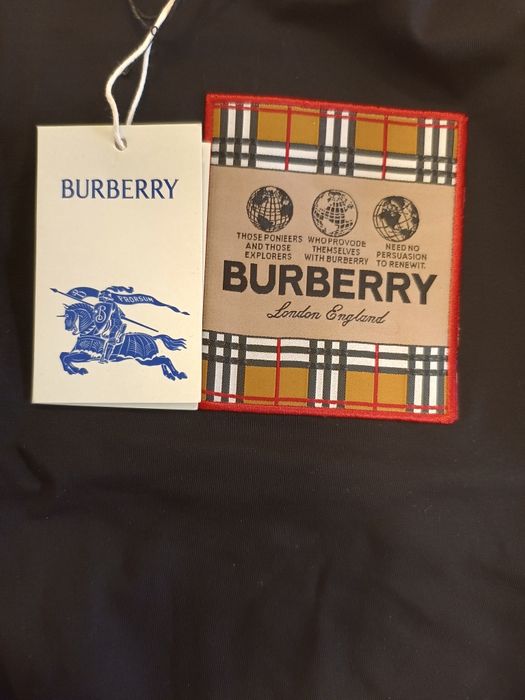 BURBERRY
PRORSUM
THOSE PONIEERS
AND THOSE
EXPLORERS
WHO PROVODE
THEMSELVES
WITH BURBERRY
NEED NO
PERSUASION
TO RENEWIT.
BURBERRY
London England